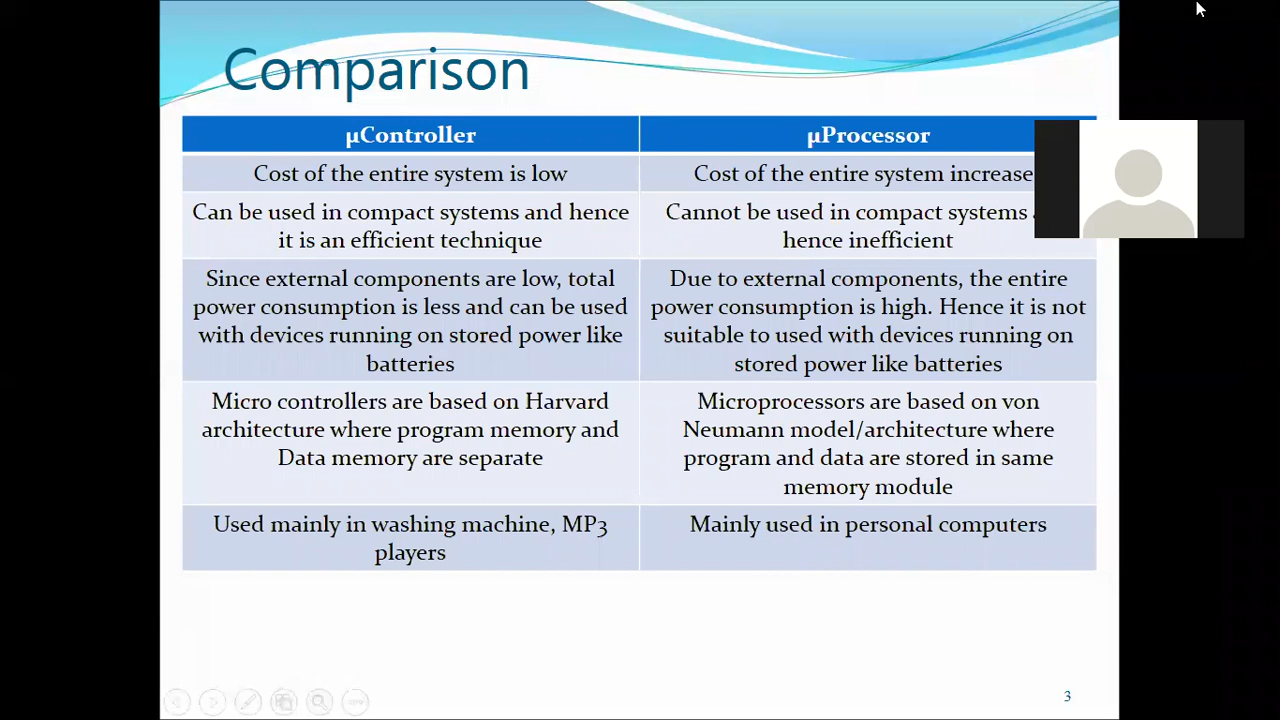 Comparison
µController
µProcessor
Cost of the entire system is low
Cost of the entire system increase
Can be used in compact systems and hence
it is an efficient technique
Cannot be used in compact systems
hence inefficient
Since external components are low, total
power consumption is less and can be used
with devices running on stored power like
batteries
Due to external components, the entire
power consumption is high. Hence it is not
suitable to used with devices running on
stored power like batteries
Micro controllers are based on Harvard
architecture where program memory and
Data memory are separate
Microprocessors are based on von
Neumann model/architecture where
program and data are stored in same
memory module
Used mainly in washing machine, MP3
players
Mainly used in personal computers
3